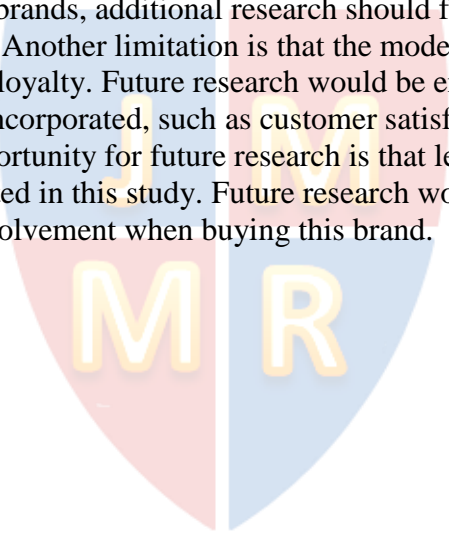 brands, additional research should f
Another limitation is that the mode
loyalty. Future research would be e
ncorporated, such as customer satisf
ortunity for future research is that le
ed in this study. Future research wo
olvement when buying this brand.
J M
M R